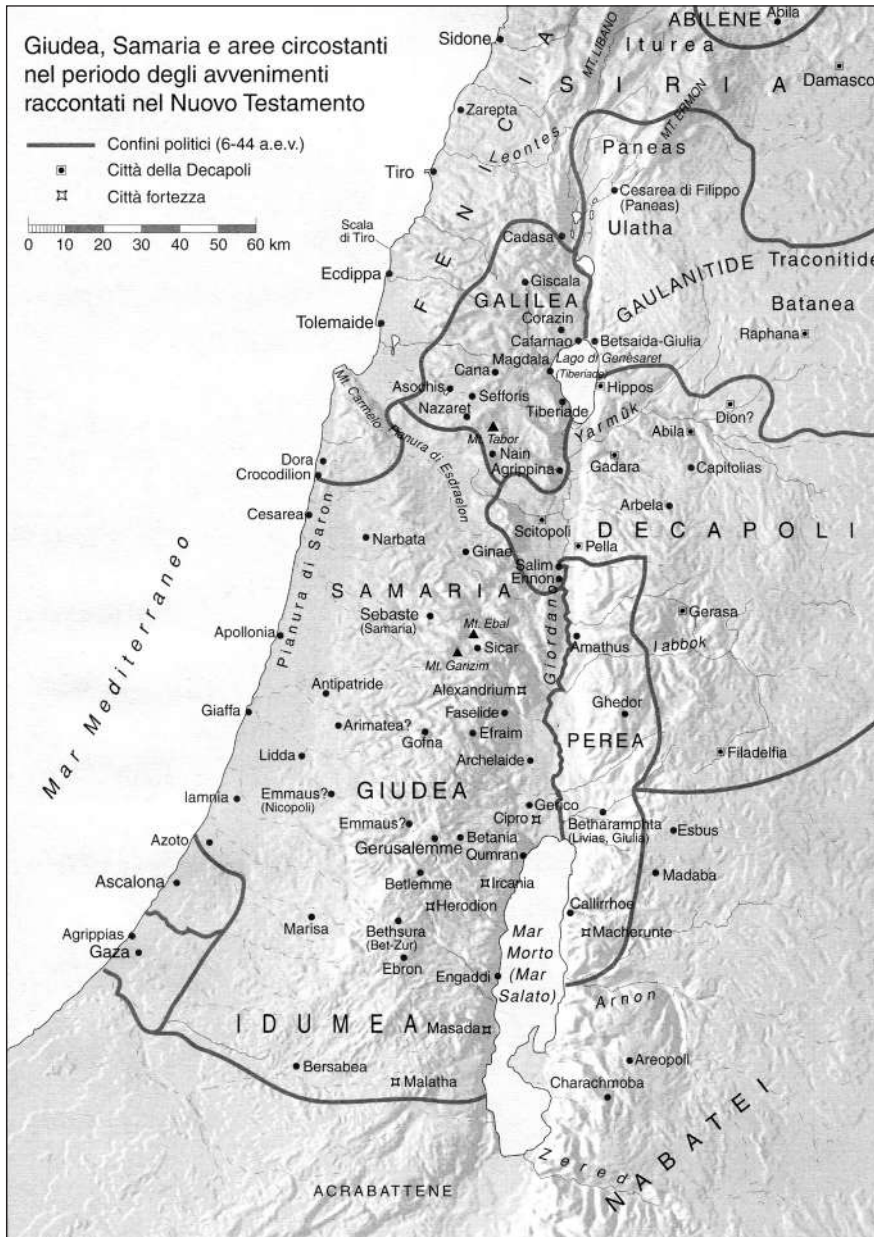 Giudea, Samaria e aree circostanti
nel periodo degli avvenimenti
raccontati nel Nuovo Testamento
Confini politici (6-44 a.e.v.)
Città della Decapoli
Città fortezza
0 10 20 30 40 50 60 km
ABILENE
Abila
Sidone
Iturea
MT. LIBANO
Damasco
SIRIA
Zarepta
MT. ERMON
FENICIA
Leontes
Paneas
Tiro
Cesarea di Filippo
(Paneas)
Ulatha
Scala
di Tiro
Cadasa
Ecdippa
Giscala
Traconitide
GAULANITIDE
GALILEA
Batanea
Corazin
Tolemaide
Cafarnao
Betsaida-Giulia
Raphana
Magdala
Lago di Genèsaret
(Tiberiade)
Cana
Asochis
Sefforis
Hippos
Mt. Carmelo
Nazaret
Tiberiade
Dion?
Yarmûk
Mt. Tabor
Abila
Pianura di Esdraelon
Nain
Dora
Agrippina
Gadara
Capitolias
Crocodilion
Arbela
Cesarea
Scitopoli
DECAPOLI
Narbata
Ginae
Pella
Pianura di Saron
Salim
Ennon
SAMARIA
Sebaste
(Samaria)
Mt. Ebal
Gerasa
Apollonia
Sicar
Giordano
Amathus
Iabbok
Mt. Garizim
Alexandrium
Antipatride
Mar Mediterraneo
Giaffa
Faselide
Ghedor
Arimatea?
Gofna
Efraim
PEREA
Lidda
Archelaide
Filadelfia
Iamnia
Emmaus?
(Nicopoli)
GIUDEA
Gerico
Cipro
Betharamphta
(Livias, Giulia)
Emmaus?
Esbus
Azoto
Gerusalemme
Betania
Qumran
Ascalona
Betlemme
Ircania
Madaba
Herodion
Callirrhoe
Marisa
Bethsura
(Bet-Zur)
Mar
Morto
(Mar
Salato)
Macherunte
Agrippias
Gaza
Ebron
Engaddi
Arnon
IDUMEA
Masada
Bersabea
Malatha
Areopoli
Charachmoba
NABATEI
Zered
ACRABATTENE